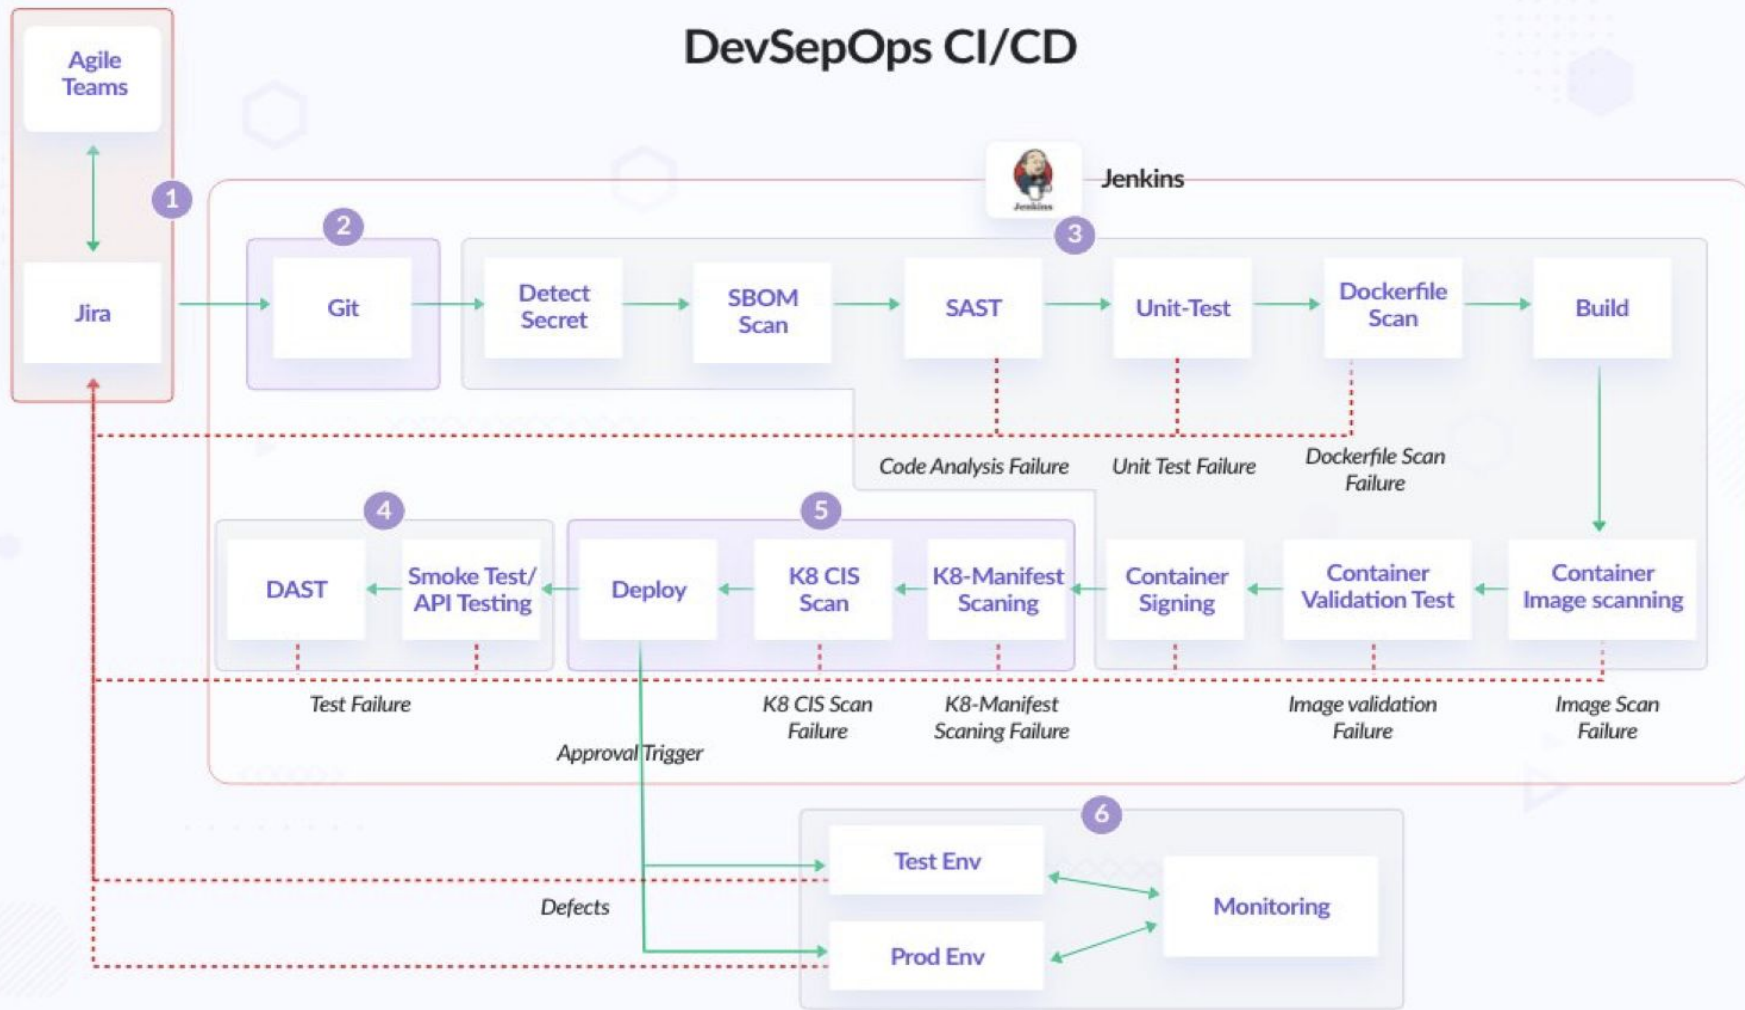 DevSepOps CI/CD
Agile
Teams
1
Jenkins
Jenkins
2
3
Jira
Git
Detect
Secret
SBOM
Scan
SAST
Unit-Test
Dockerfile
Scan
Build
Code Analysis Failure
Unit Test Failure
Dockerfile Scan
Failure
4
5
DAST
Smoke Test/
API Testing
Deploy
K8 CIS
Scan
K8-Manifest
Scaning
Container
Signing
Container
Validation Test
Container
Image scanning
Test Failure
K8 CIS Scan
Failure
K8-Manifest
Scaning Failure
Image validation
Failure
Image Scan
Failure
Approval Trigger
6
Test Env
Monitoring
Defects
Prod Env